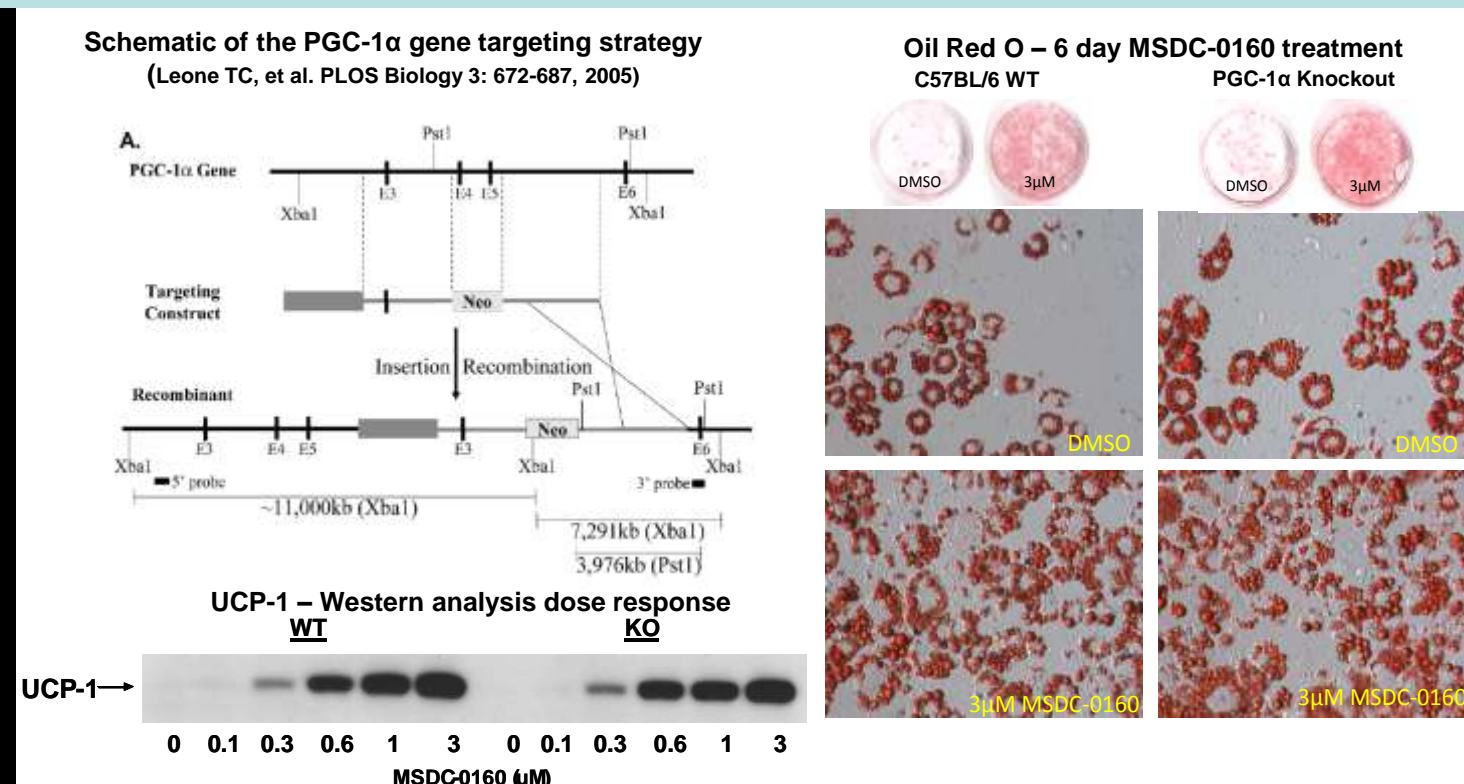 Schematic of the PGC-1α gene targeting strategy
(Leone TC, et al. PLOS Biology 3: 672-687, 2005)
A.
Pst1 Pst1
PGC-1α Gene
E3 E4 E5 E6
Xba1 Xba1
Targeting
Construct
Neo
Insertion Recombination
Recombinant
Pst1 Pst1
Neo
E3 E4 E5 E3 E6
Xba1 Xba1 Xba1
5' probe 3' probe
~11,000kb (Xba1)
7,291kb (Xba1)
3,976kb (Pst1)
UCP-1 – Western analysis dose response
WT KO
UCP-1
0 0.1 0.3 0.6 1 3 0 0.1 0.3 0.6 1 3
MSDC-0160 (uM)
Oil Red O – 6 day MSDC-0160 treatment
C57BL/6 WT PGC-1α Knockout
DMSO 3µM DMSO 3µM
DMSO DMSO
3µM MSDC-0160 3µM MSDC-0160